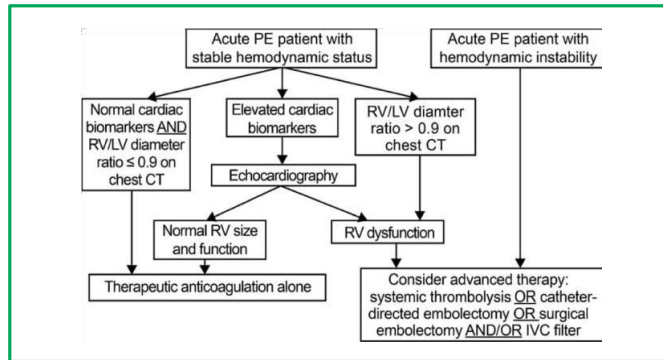 Acute PE patient with
stable hemodynamic status
Acute PE patient with
hemodynamic instability
Normal cardiac
biomarkers AND
RV/LV diameter
ratio ≤ 0.9 on
chest CT
Elevated cardiac
biomarkers
RV/LV diamter
ratio > 0.9 on
chest CT
Echocardiography
Normal RV size
and function
RV dysfunction
Therapeutic anticoagulation alone
Consider advanced therapy:
systemic thrombolysis OR catheter-
directed embolectomy OR surgical
embolectomy AND/OR IVC filter